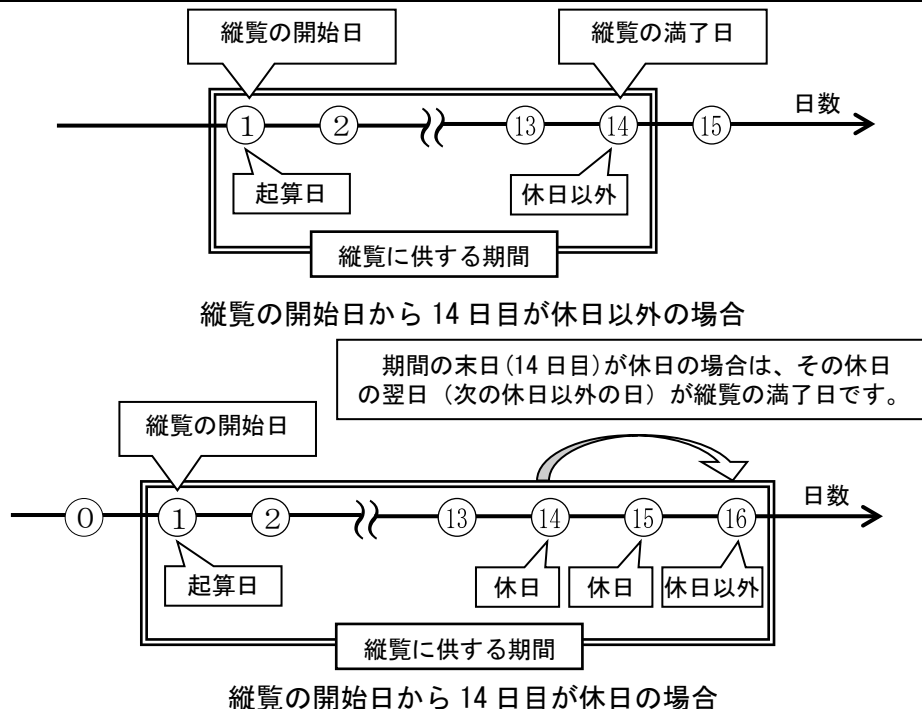 縦覧の開始日
縦覧の満了日
日数
① ② ⑬ ⑭ ⑮
起算日
休日以外
縦覧に供する期間
縦覧の開始日から 14 日目が休日以外の場合
期間の末日(14 日目)が休日の場合は、その休日
の翌日（次の休日以外の日）が縦覧の満了日です。
縦覧の開始日
日数
⓪ ① ② ⑬ ⑭ ⑮ ⑯
起算日
休日
休日
休日以外
縦覧に供する期間
縦覧の開始日から 14 日目が休日の場合